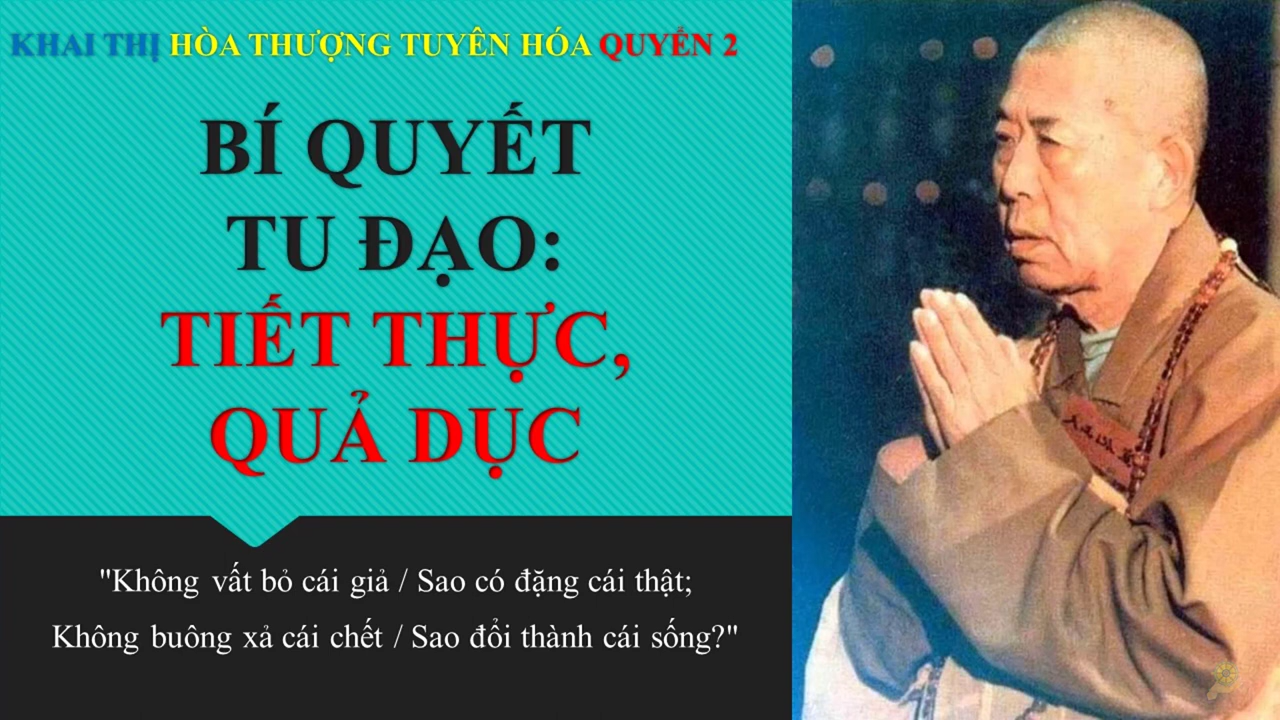 KHAI THỊ HÒA THƯỢNG TUYÊN HÓA QUYỂN 2
BÍ QUYẾT
TU ĐẠO:
TIẾT THỰC,
QUẢ DỤC
"Không vất bỏ cái giả / Sao có đặng cái thật;
Không buông xả cái chết / Sao đổi thành cái sống?"